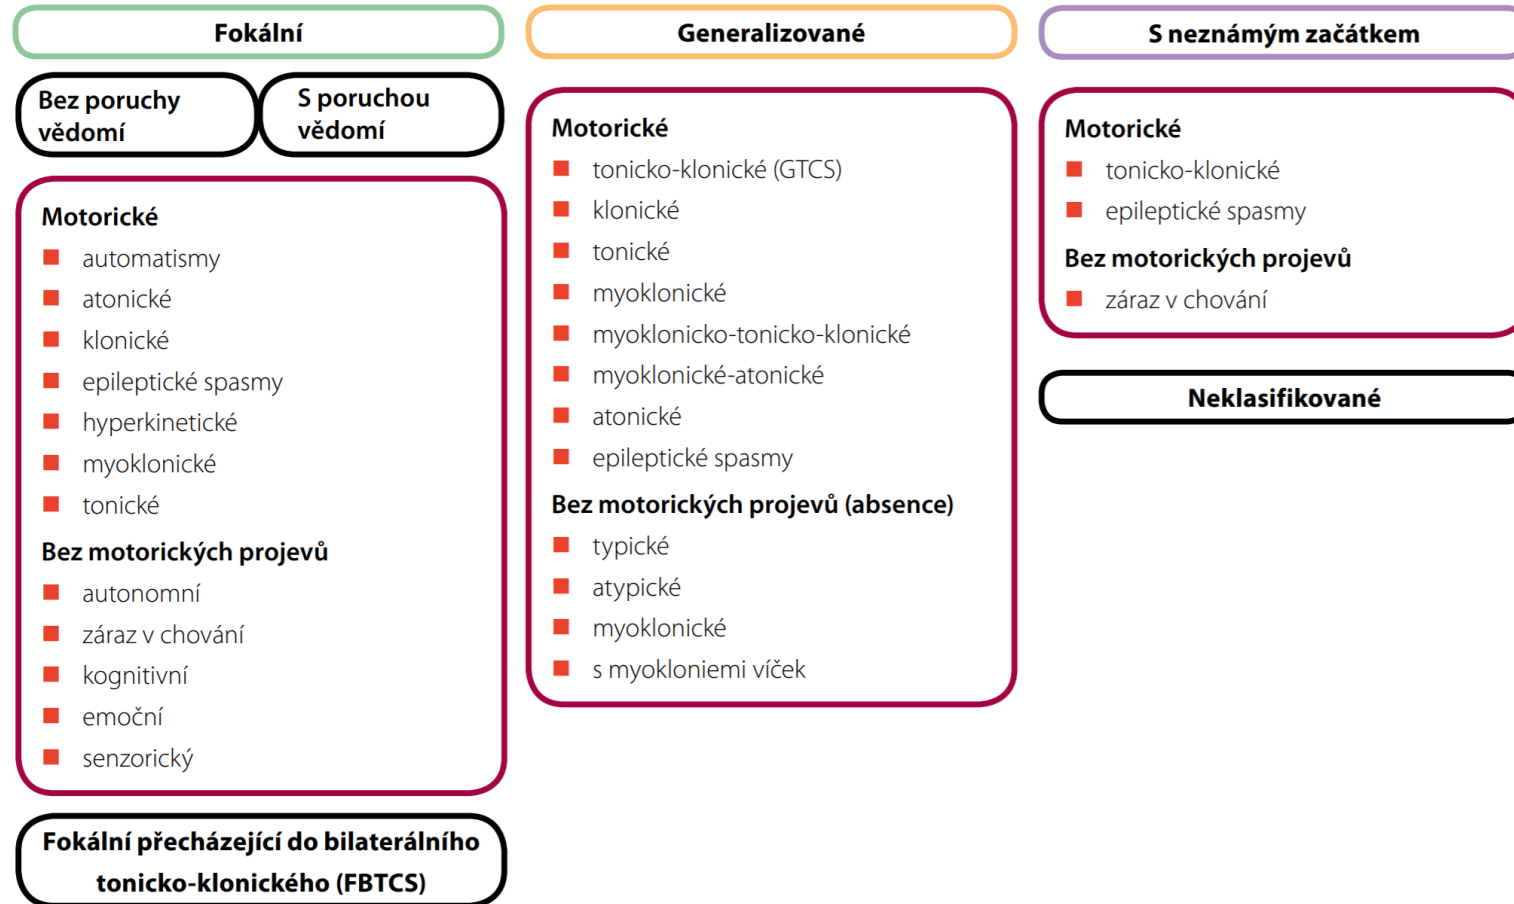 Fokální
Bez poruchy
vědomí
S poruchou
vědomí
Motorické
automatismy
atonické
klonické
epileptické spasmy
hyperkinetické
myoklonické
tonické
Bez motorických projevů
autonomní
záraz v chování
kognitivní
emoční
senzorický
Fokální přecházející do bilaterálního
tonicko-klonického (FBTCS)
Generalizované
Motorické
tonicko-klonické (GTCS)
klonické
tonické
myoklonické
myoklonicko-tonicko-klonické
myoklonické-atonické
atonické
epileptické spasmy
Bez motorických projevů (absence)
typické
atypické
myoklonické
s myokloniemi víček
S neznámým začátkem
Motorické
tonicko-klonické
epileptické spasmy
Bez motorických projevů
záraz v chování
Neklasifikované